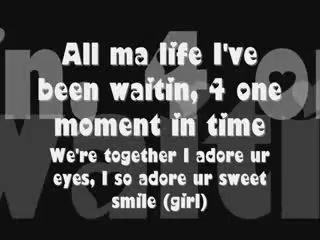 All ma life I've
been waitin, 4 one
moment in time
We're together I adore ur
eyes, I so adore ur sweet
smile (girl)